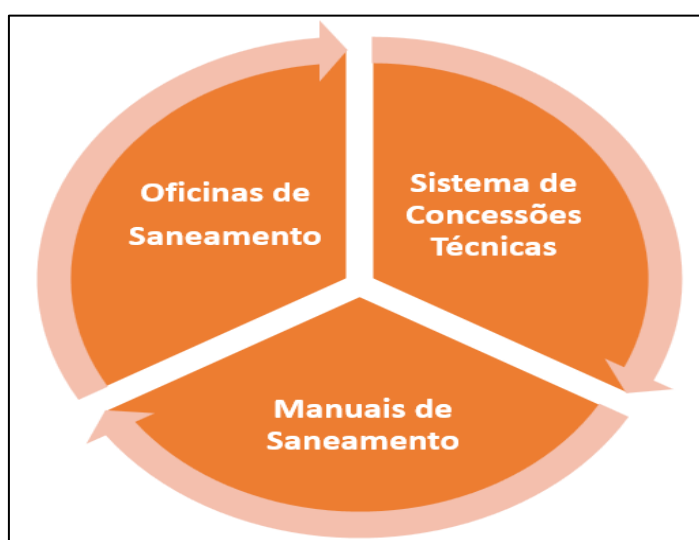 Oficinas de
Saneamento
Sistema de
Concessões
Técnicas
Manuais de
Saneamento